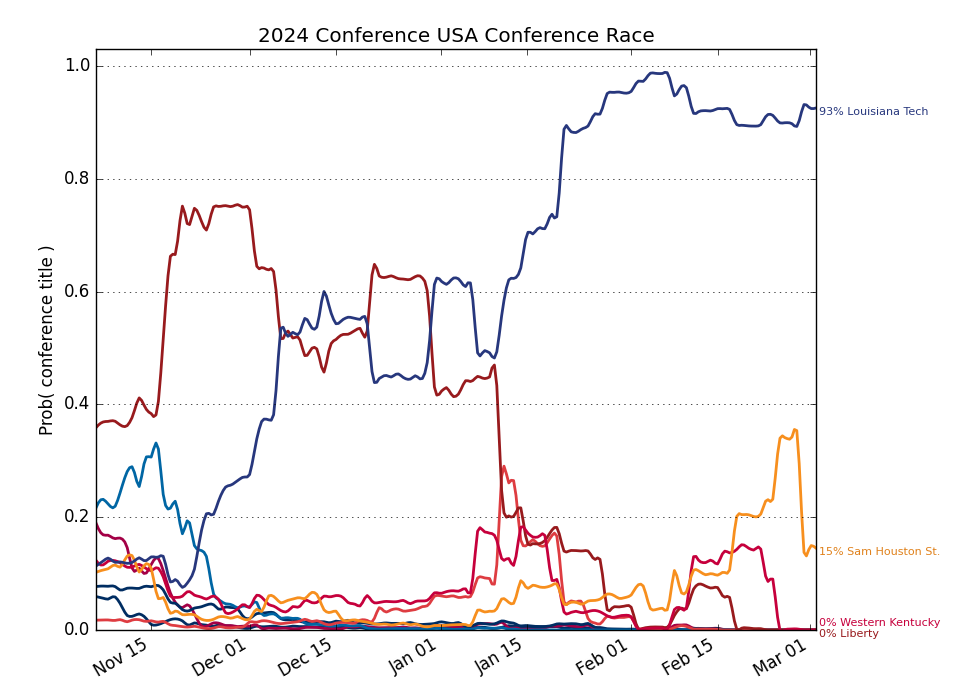 2024 Conference USA Conference Race
Prob( conference title )
1.0
0.8
0.6
0.4
0.2
0.0
93% Louisiana Tech
15% Sam Houston St.
0% Western Kentucky
0% Liberty
Nov 15
Dec 01
Dec 15
Jan 01
Jan 15
Feb 01
Feb 15
Mar 01